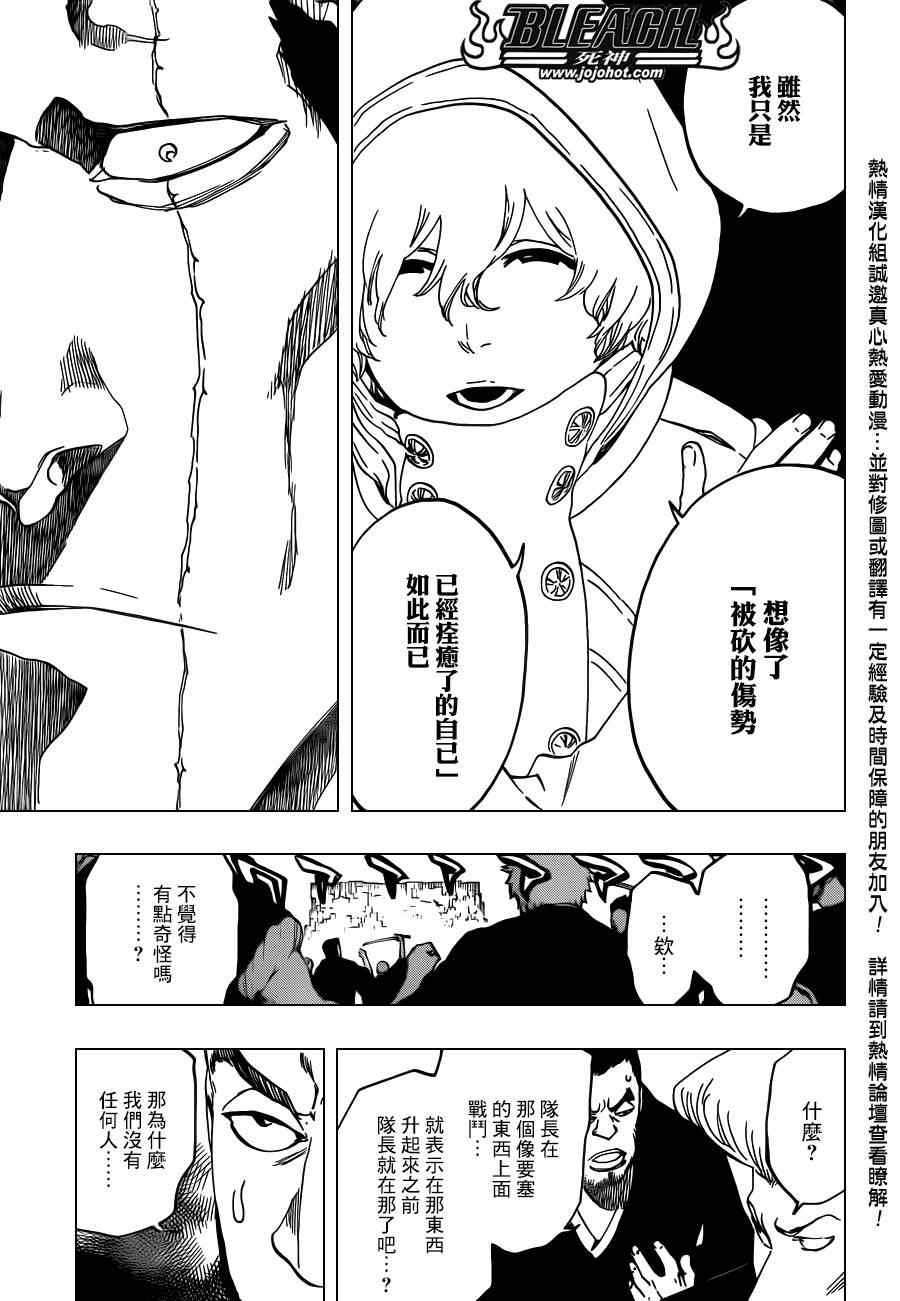 BLEACH
死神
www.jojohot.com
雖然
我只是
想像了
「被砍的傷勢
已經痊癒了的自己」
如此而已
………
………
…欸…
不覺得
有點奇怪嗎
………?
什麼?
隊長在
那個像要塞
的東西上面
戰鬥…
就表示在那東西
升起來之前
隊長就在那了吧…?
那為什麼
我們沒有
任何人……
熱情漢化組誠邀真心熱愛動漫…並對修圖或翻譯有一定經驗及時間保障的朋友加入! 詳情請到熱情論壇查看瞭解!